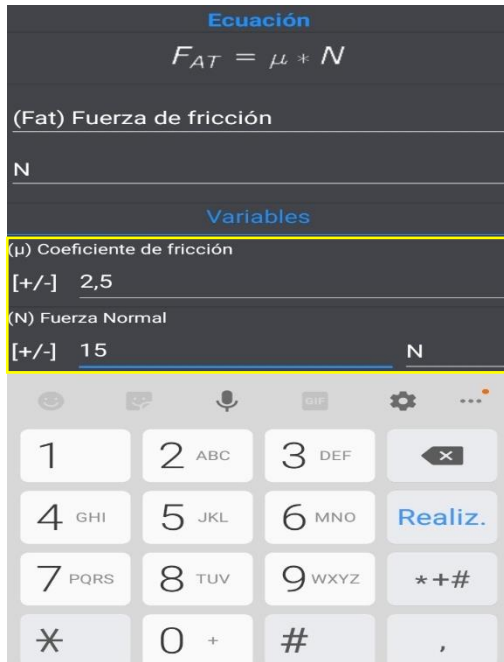 Ecuación
F_AT = μ * N
(Fat) Fuerza de fricción
N
Variables
(μ) Coeficiente de fricción
[+/-] 2,5
(N) Fuerza Normal
[+/-] 15 N
GIF
1 2 ABC 3 DEF
4 GHI 5 JKL 6 MNO Realiz.
7 PQRS 8 TUV 9 WXYZ *+#
* 0 + # ,